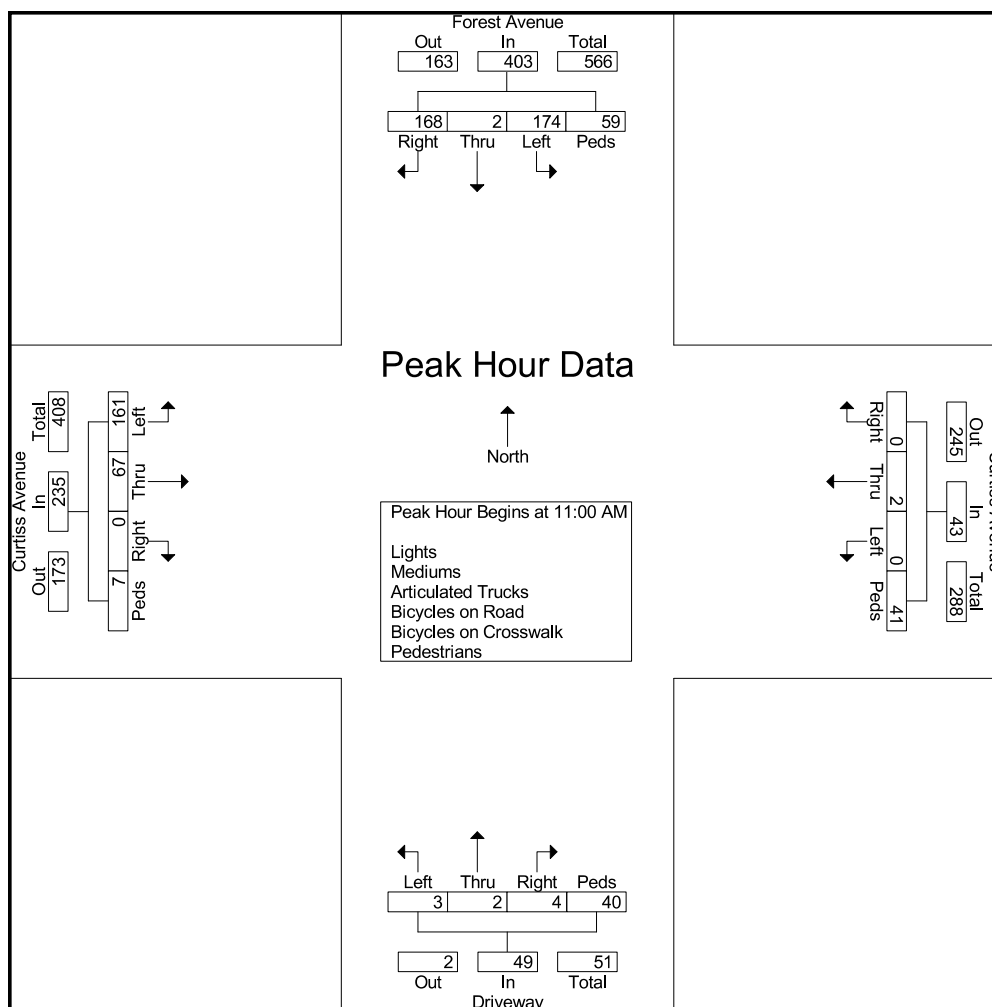 Forest Avenue
Out In Total
163 403 566
168 2 174 59
Right Thru Left Peds
Peak Hour Data
North
Peak Hour Begins at 11:00 AM
Lights
Mediums
Articulated Trucks
Bicycles on Road
Bicycles on Crosswalk
Pedestrians
Curtiss Avenue
Out In Total
173 235 408
161 67 0 7
Left Thru Right Peds
Out In Total
245 43 288
0 2 0 41
Right Thru Left Peds
Left Thru Right Peds
3 2 4 40
2 49 51
Out In Total
Driveway